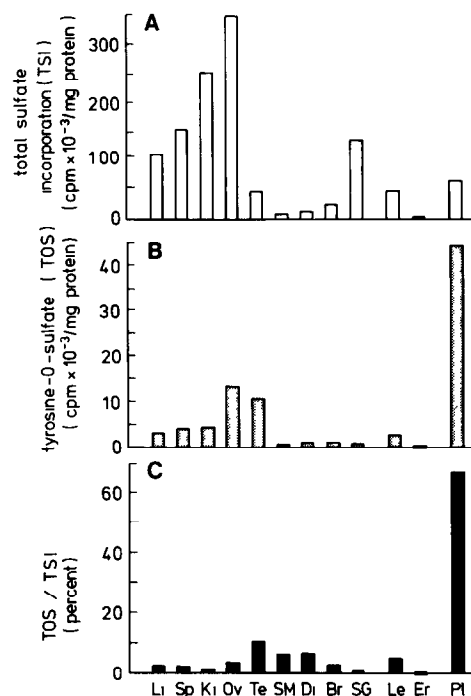 A
total sulfate
incorporation (TSI)
(cpm × 10⁻³/mg protein)
300
200
100
0
B
tyrosine-O-sulfate (TOS)
(cpm × 10⁻³/mg protein)
40
30
20
10
0
C
TOS / TSI
(percent)
60
40
20
0
Li Sp Ki Ov Te SM Di Br SG Le Er Pl